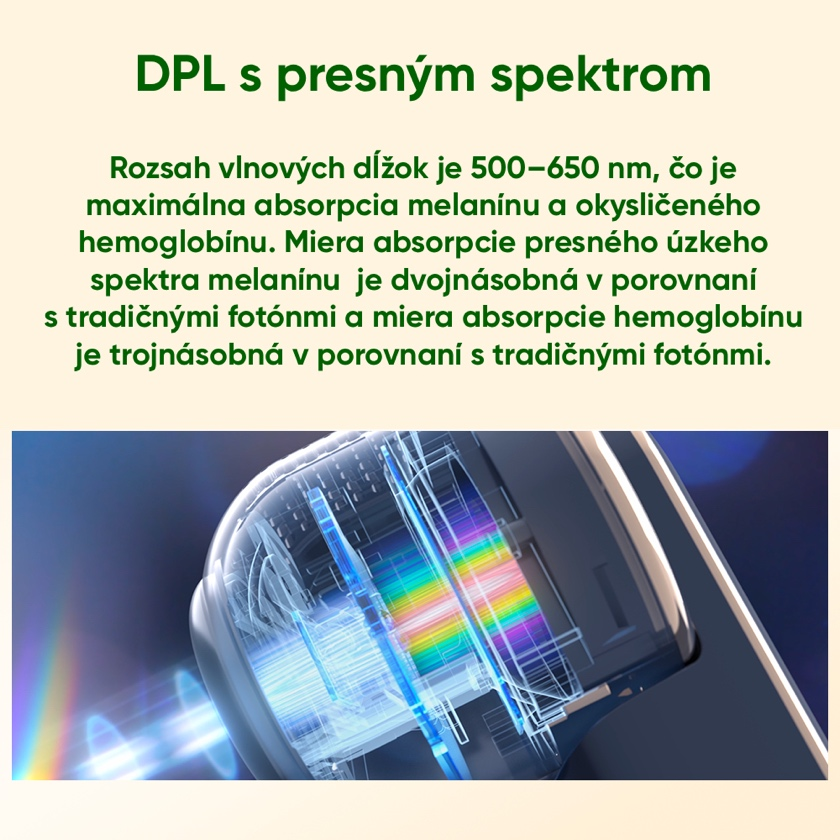 DPL s presným spektrom
Rozsah vlnových dĺžok je 500–650 nm, čo je
maximálna absorpcia melanínu a okysličeného
hemoglobínu. Miera absorpcie presného úzkeho
spektra melanínu  je dvojnásobná v porovnaní
s tradičnými fotónmi a miera absorpcie hemoglobínu
je trojnásobná v porovnaní s tradičnými fotónmi.